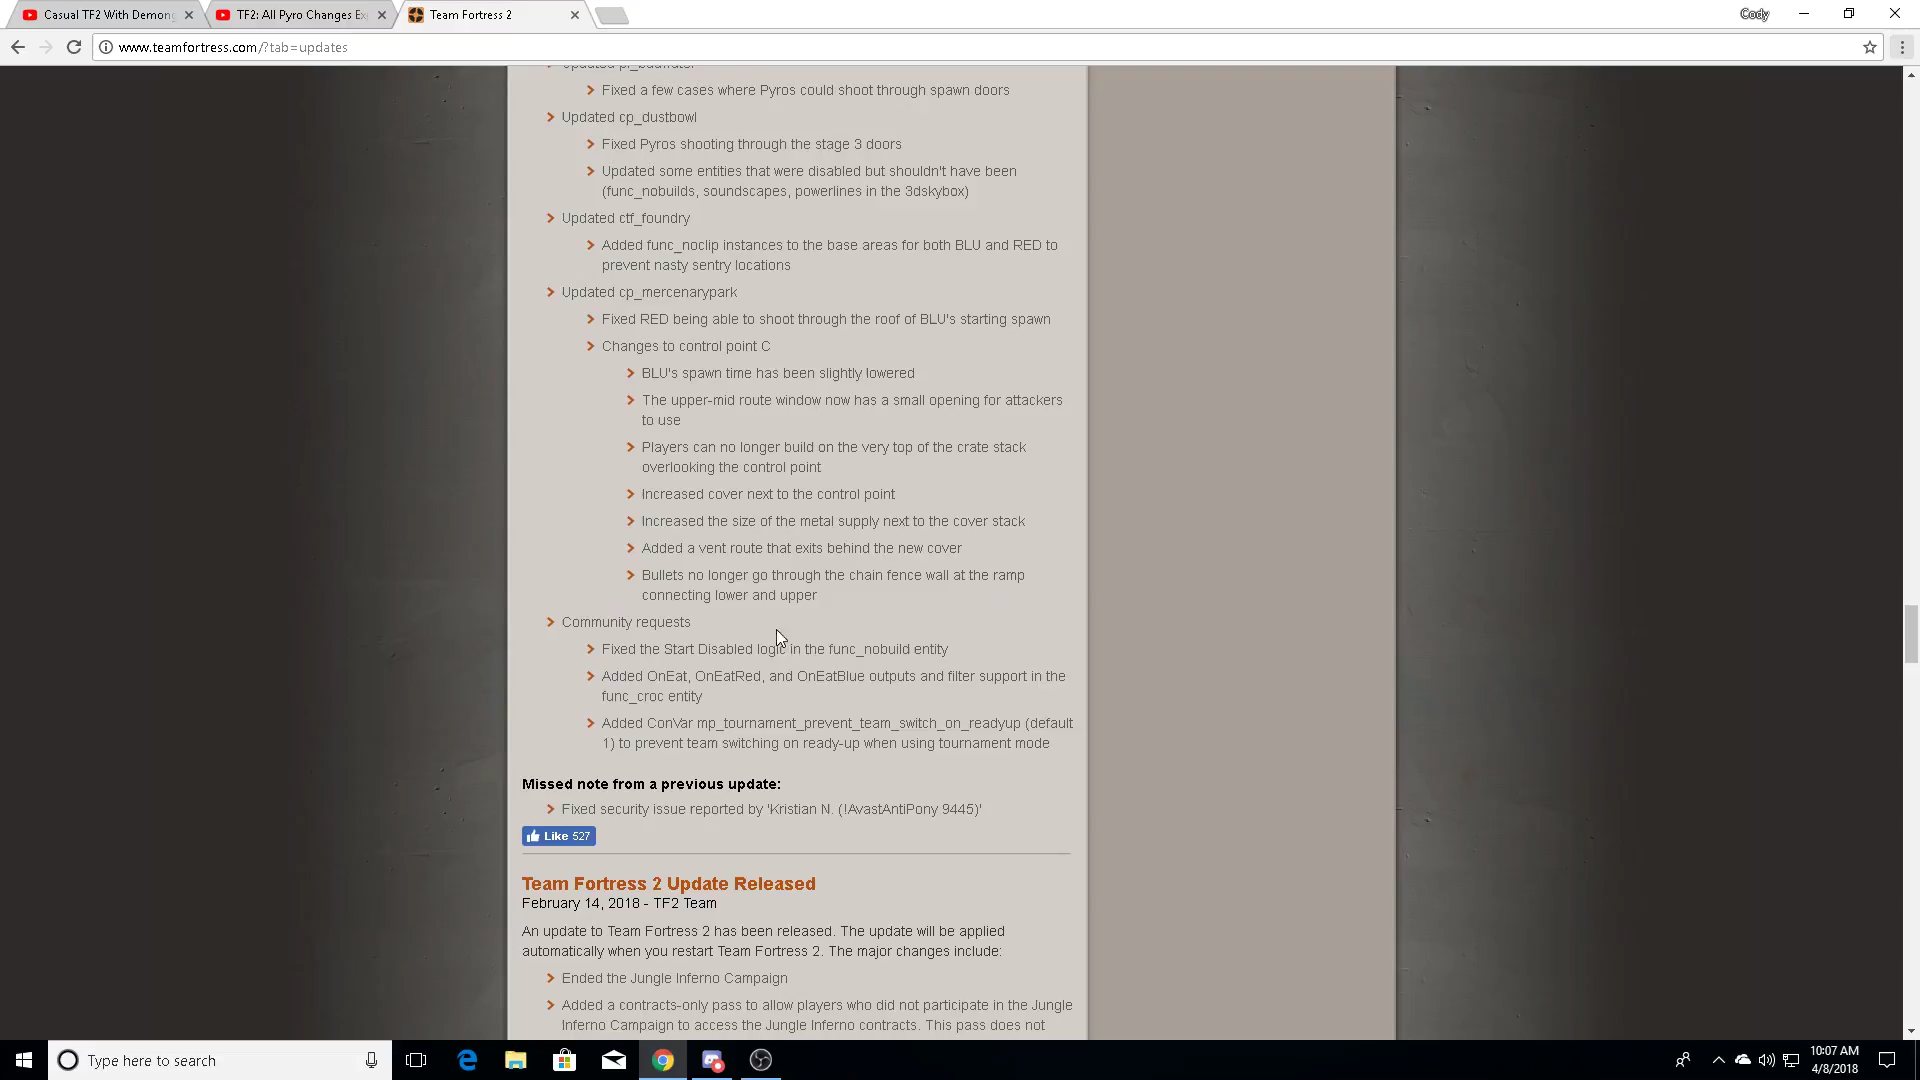 Casual TF2 With Demon
TF2: All Pyro Changes Ex
Team Fortress 2
Cody
www.teamfortress.com/?tab=updates
Fixed a few cases where Pyros could shoot through spawn doors
Updated cp_dustbowl
Fixed Pyros shooting through the stage 3 doors
Updated some entities that were disabled but shouldn't have been
(func_nobuilds, soundscapes, powerlines in the 3dskybox)
Updated ctf_foundry
Added func_noclip instances to the base areas for both BLU and RED to
prevent nasty sentry locations
Updated cp_mercenarypark
Fixed RED being able to shoot through the roof of BLU's starting spawn
Changes to control point C
BLU's spawn time has been slightly lowered
The upper-mid route window now has a small opening for attackers
to use
Players can no longer build on the very top of the crate stack
overlooking the control point
Increased cover next to the control point
Increased the size of the metal supply next to the cover stack
Added a vent route that exits behind the new cover
Bullets no longer go through the chain fence wall at the ramp
connecting lower and upper
Community requests
Fixed the Start Disabled logic in the func_nobuild entity
Added OnEat, OnEatRed, and OnEatBlue outputs and filter support in the
func_croc entity
Added ConVar mp_tournament_prevent_team_switch_on_readyup (default
1) to prevent team switching on ready-up when using tournament mode
Missed note from a previous update:
Fixed security issue reported by 'Kristian N. (!AvastAntiPony 9445)'
Like 527
Team Fortress 2 Update Released
February 14, 2018 - TF2 Team
An update to Team Fortress 2 has been released. The update will be applied
automatically when you restart Team Fortress 2. The major changes include:
Ended the Jungle Inferno Campaign
Added a contracts-only pass to allow players who did not participate in the Jungle
Inferno Campaign to access the Jungle Inferno contracts. This pass does not
Type here to search
10:07 AM
4/8/2018